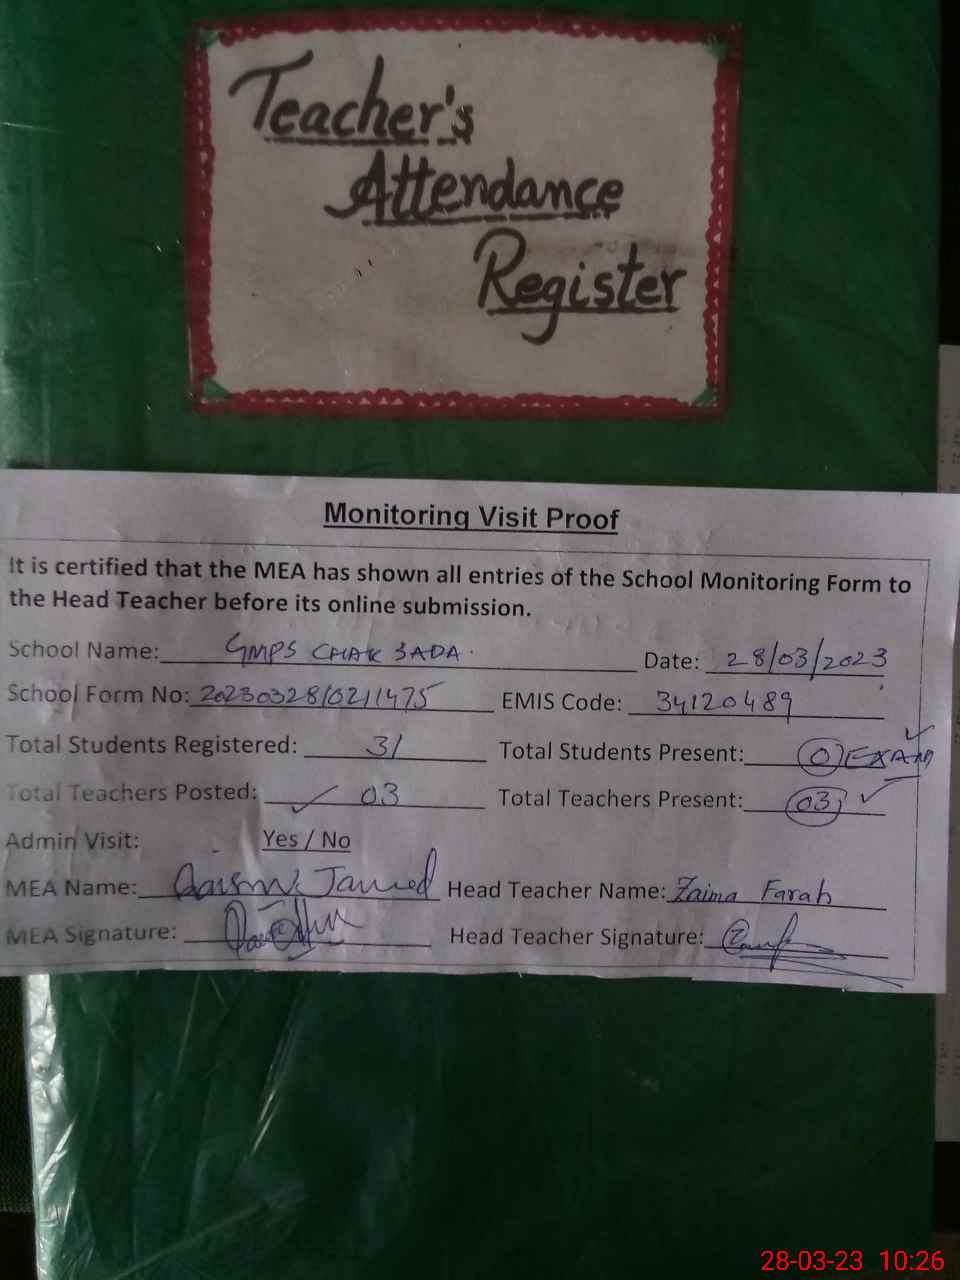 Teacher's
Attendance
Register
Monitoring Visit Proof
It is certified that the MEA has shown all entries of the School Monitoring Form to
the Head Teacher before its online submission.
School Name: GMPS CHAK SADA. Date: 28/03/2023
School Form No: 20230328/0211475 EMIS Code: 34120489
Total Students Registered: 31 Total Students Present: 0 EXAM
Total Teachers Posted: 03 Total Teachers Present: 03
Admin Visit: Yes / No
MEA Name: Javed Head Teacher Name: Zaima Farah
MEA Signature: Head Teacher Signature:
28-03-23 10:26